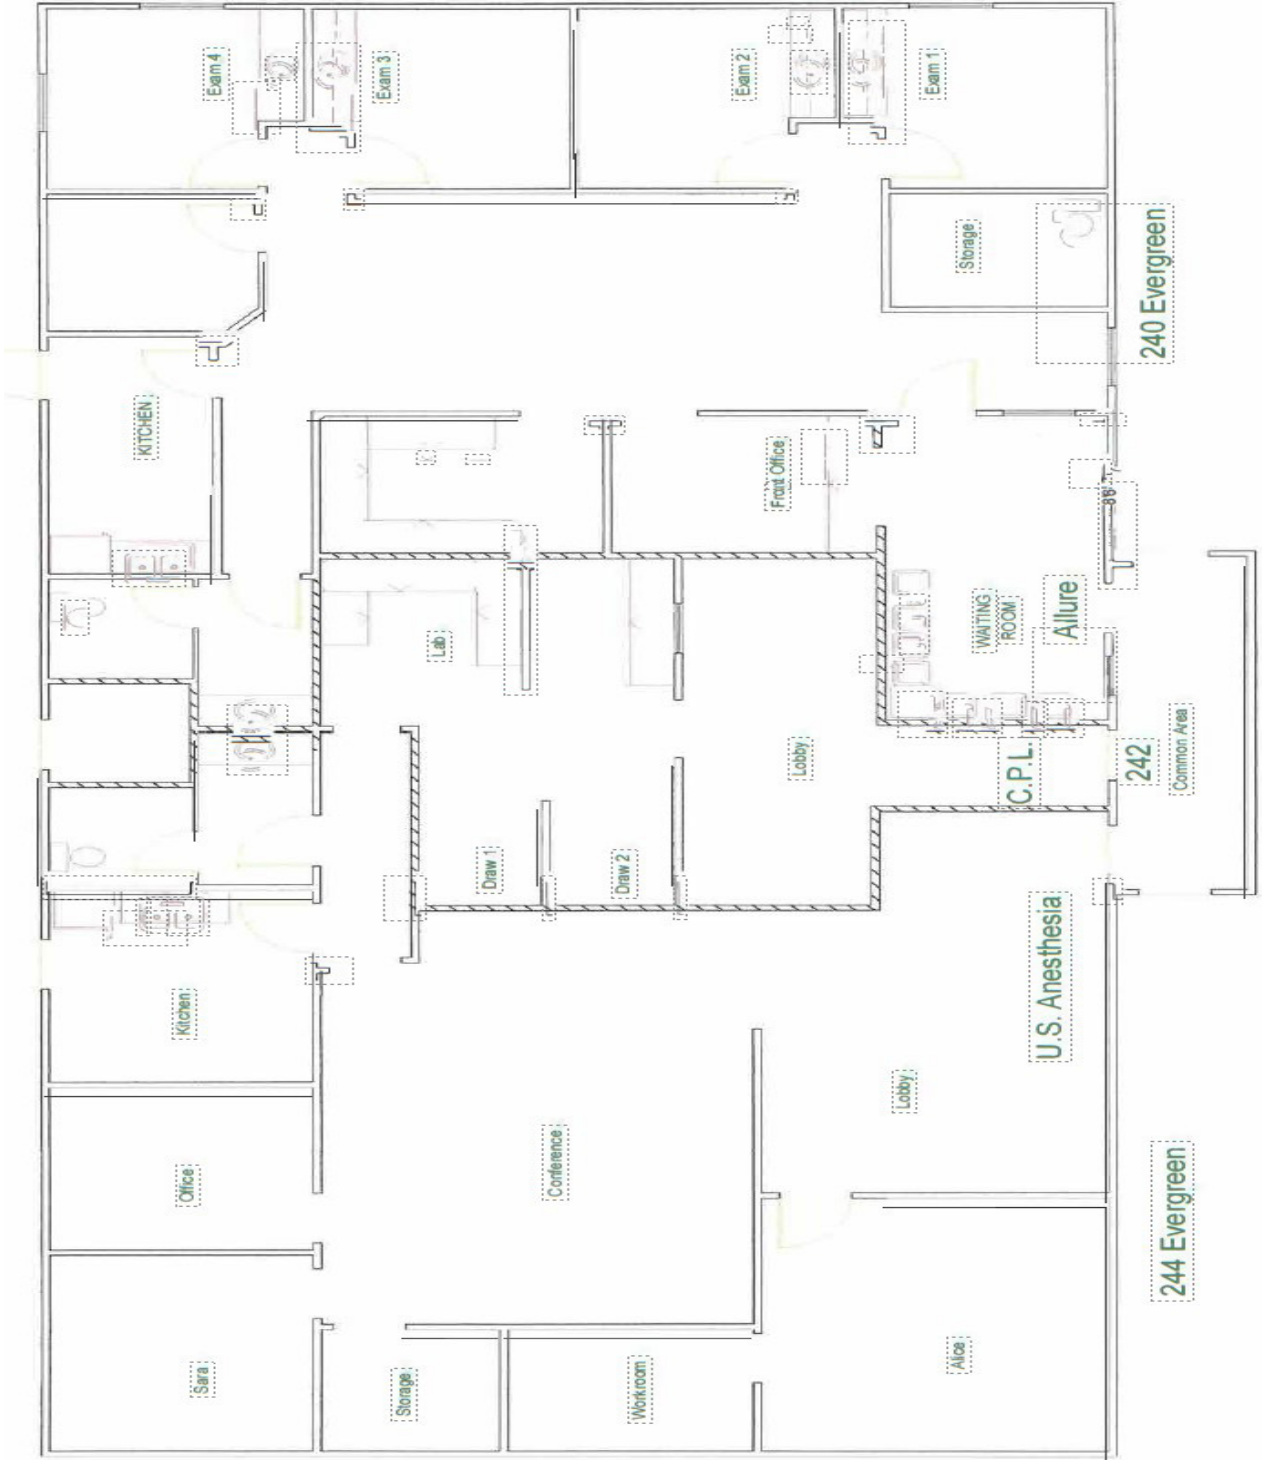 Exam 4
Exam 3
Exam 2
Exam 1
Storage
240 Evergreen
KITCHEN
Front Office
Lab
WAITING
ROOM
Allure
Lobby
C.P.L.
242
Common Area
Draw 1
Draw 2
U.S. Anesthesia
Kitchen
Lobby
Office
Conference
244 Evergreen
Sara
Storage
Workroom
Alice